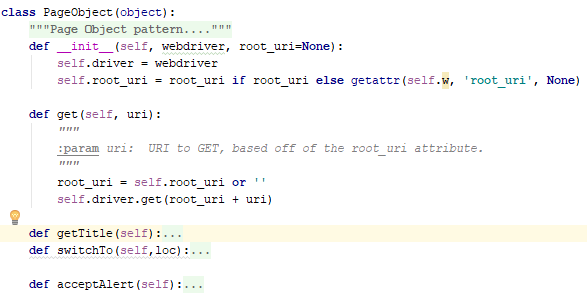 class PageObject(object):
    """Page Object pattern...."""
    def __init__(self, webdriver, root_uri=None):
        self.driver = webdriver
        self.root_uri = root_uri if root_uri else getattr(self.w, 'root_uri', None)
    def get(self, uri):
        """
        :param uri:  URI to GET, based off of the root_uri attribute.
        """
        root_uri = self.root_uri or ''
        self.driver.get(root_uri + uri)
    def getTitle(self):...
    def switchTo(self,loc):...
    def acceptAlert(self):...